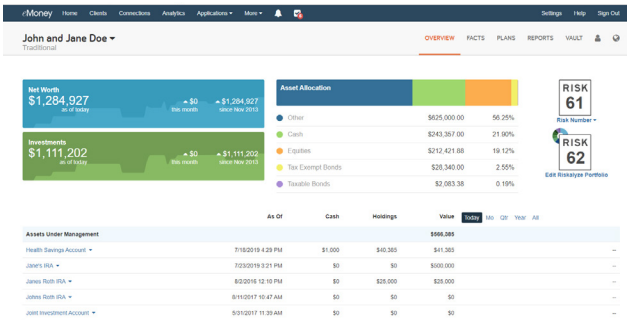 eMoney Home Clients Connections Analytics Applications More Settings Help Sign Out
John and Jane Doe
Traditional
OVERVIEW FACTS PLANS REPORTS VAULT
Net Worth
$1,284,927
as of today
$0
this month
$1,284,927
since Nov 2013
Investments
$1,111,202
as of today
$0
this month
$1,111,202
since Nov 2013
Asset Allocation
Other $625,000.00 56.25%
Cash $243,357.00 21.90%
Equities $212,421.88 19.12%
Tax Exempt Bonds $28,340.00 2.55%
Taxable Bonds $2,083.38 0.19%
RISK
61
Risk Number
RISK
62
Edit Riskalyze Portfolio
As Of Cash Holdings Value Today Mo Qtr Year All
Assets Under Management $566,385
Health Savings Account 7/15/2019 4:29 PM $1,000 $40,385 $41,385 --
Jane's IRA 7/23/2019 3:21 PM $0 $0 $500,000 --
Janes Roth IRA 8/2/2016 12:10 PM $0 $25,000 $25,000 --
Johns Roth IRA 8/11/2017 10:47 AM $0 $0 $0 --
Joint Investment Account 5/31/2017 11:39 AM $0 $0 $0 --